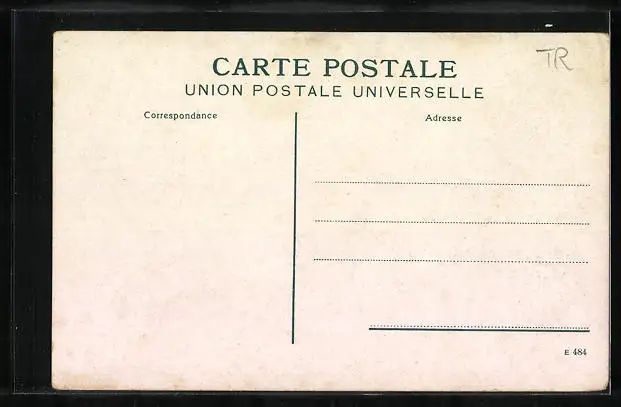 TR
CARTE POSTALE
UNION POSTALE UNIVERSELLE
Correspondance
Adresse
E 484